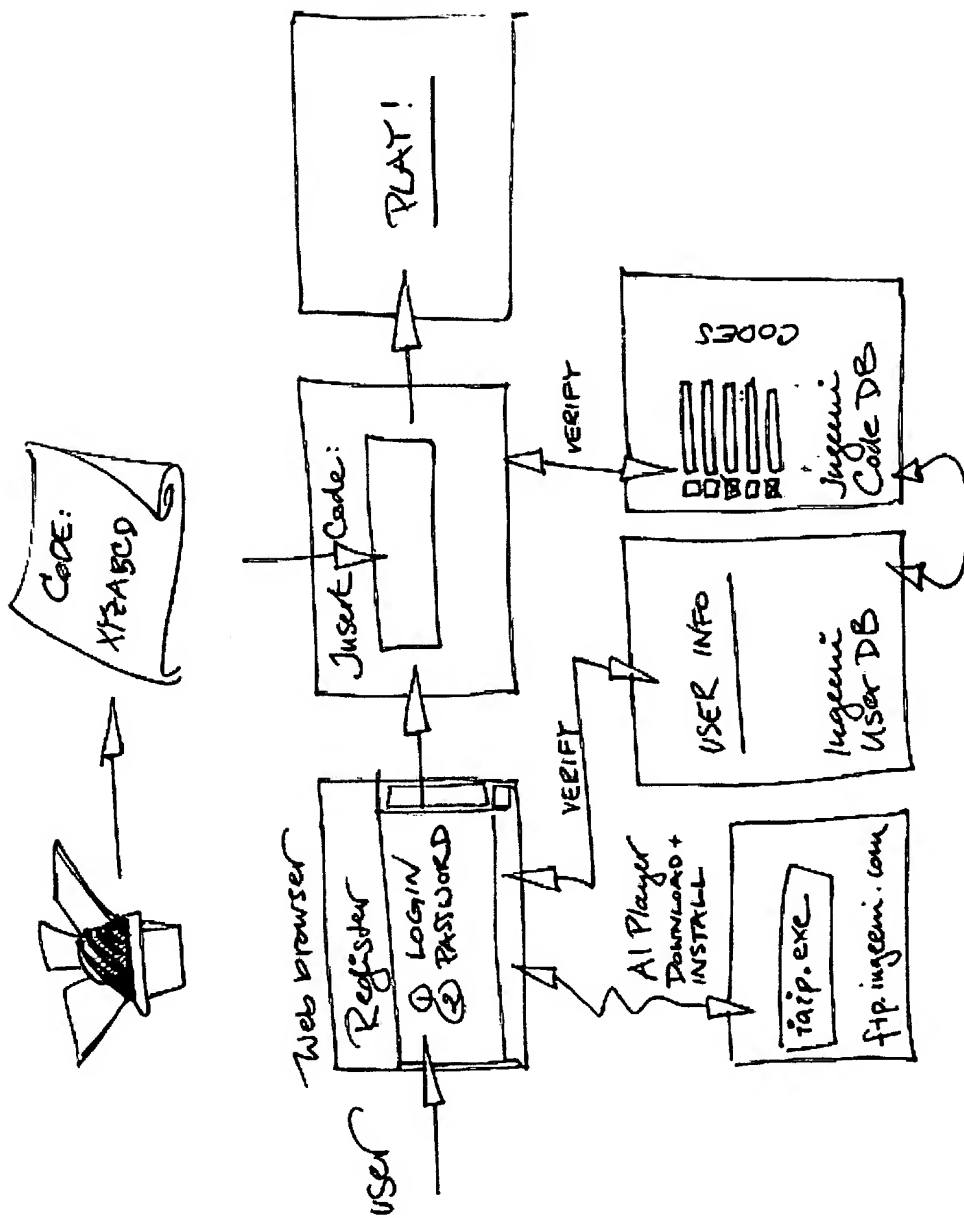 CODE:
XYZABCD
user
Web browser
Register
① LOGIN
② PASSWORD
Insert Code:
PLAY!
VERIFY
VERIFY
AI Player
DOWNLOAD +
INSTALL
iaip.exe
ftp.ingeeni.com
USER INFO
Ingeeni
User DB
CODES
Ingeeni
Code DB